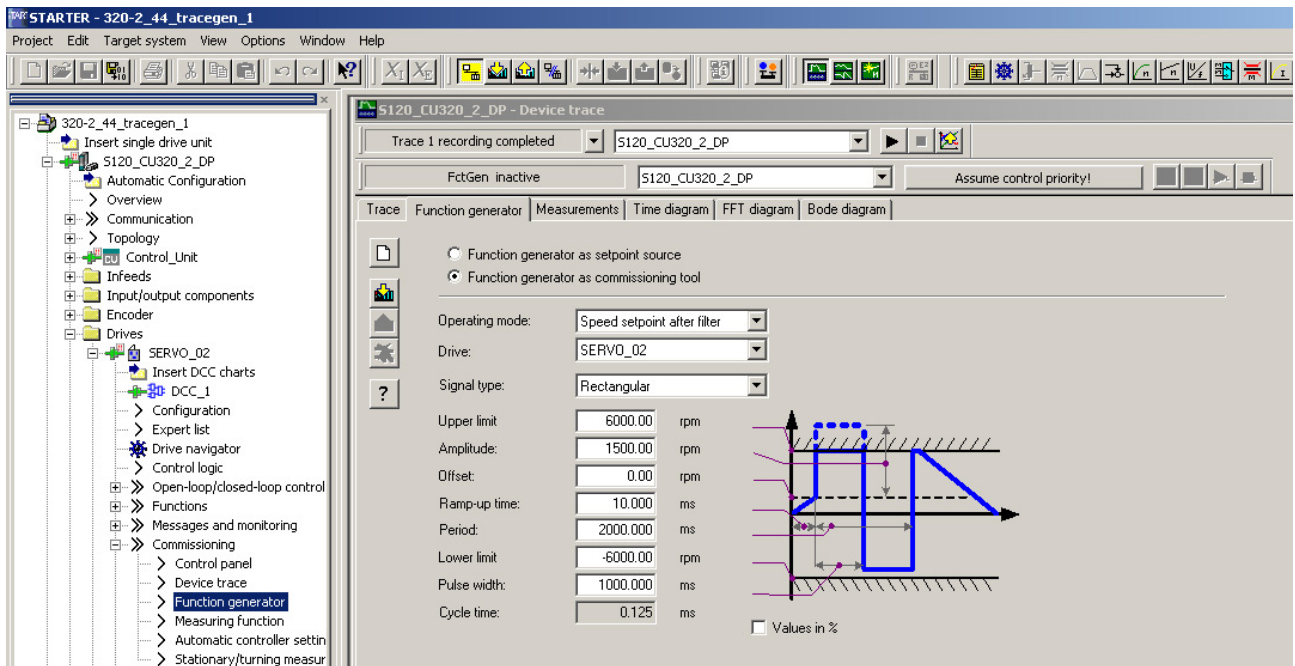 STARTER - 320-2_44_tracegen_1
Project Edit Target system View Options Window Help
320-2_44_tracegen_1
Insert single drive unit
S120_CU320_2_DP
Automatic Configuration
Overview
Communication
Topology
Control_Unit
Infeeds
Input/output components
Encoder
Drives
SERVO_02
Insert DCC charts
DCC_1
Configuration
Expert list
Drive navigator
Control logic
Open-loop/closed-loop control
Functions
Messages and monitoring
Commissioning
Control panel
Device trace
Function generator
Measuring function
Automatic controller settin
Stationary/turning measur
S120_CU320_2_DP - Device trace
Trace 1 recording completed S120_CU320_2_DP
FctGen inactive S120_CU320_2_DP Assume control priority!
Trace Function generator Measurements Time diagram FFT diagram Bode diagram
Function generator as setpoint source
Function generator as commissioning tool
Operating mode: Speed setpoint after filter
Drive: SERVO_02
Signal type: Rectangular
Upper limit 6000.00 rpm
Amplitude: 1500.00 rpm
Offset: 0.00 rpm
Ramp-up time: 10.000 ms
Period: 2000.000 ms
Lower limit -6000.00 rpm
Pulse width: 1000.000 ms
Cycle time: 0.125 ms
Values in %